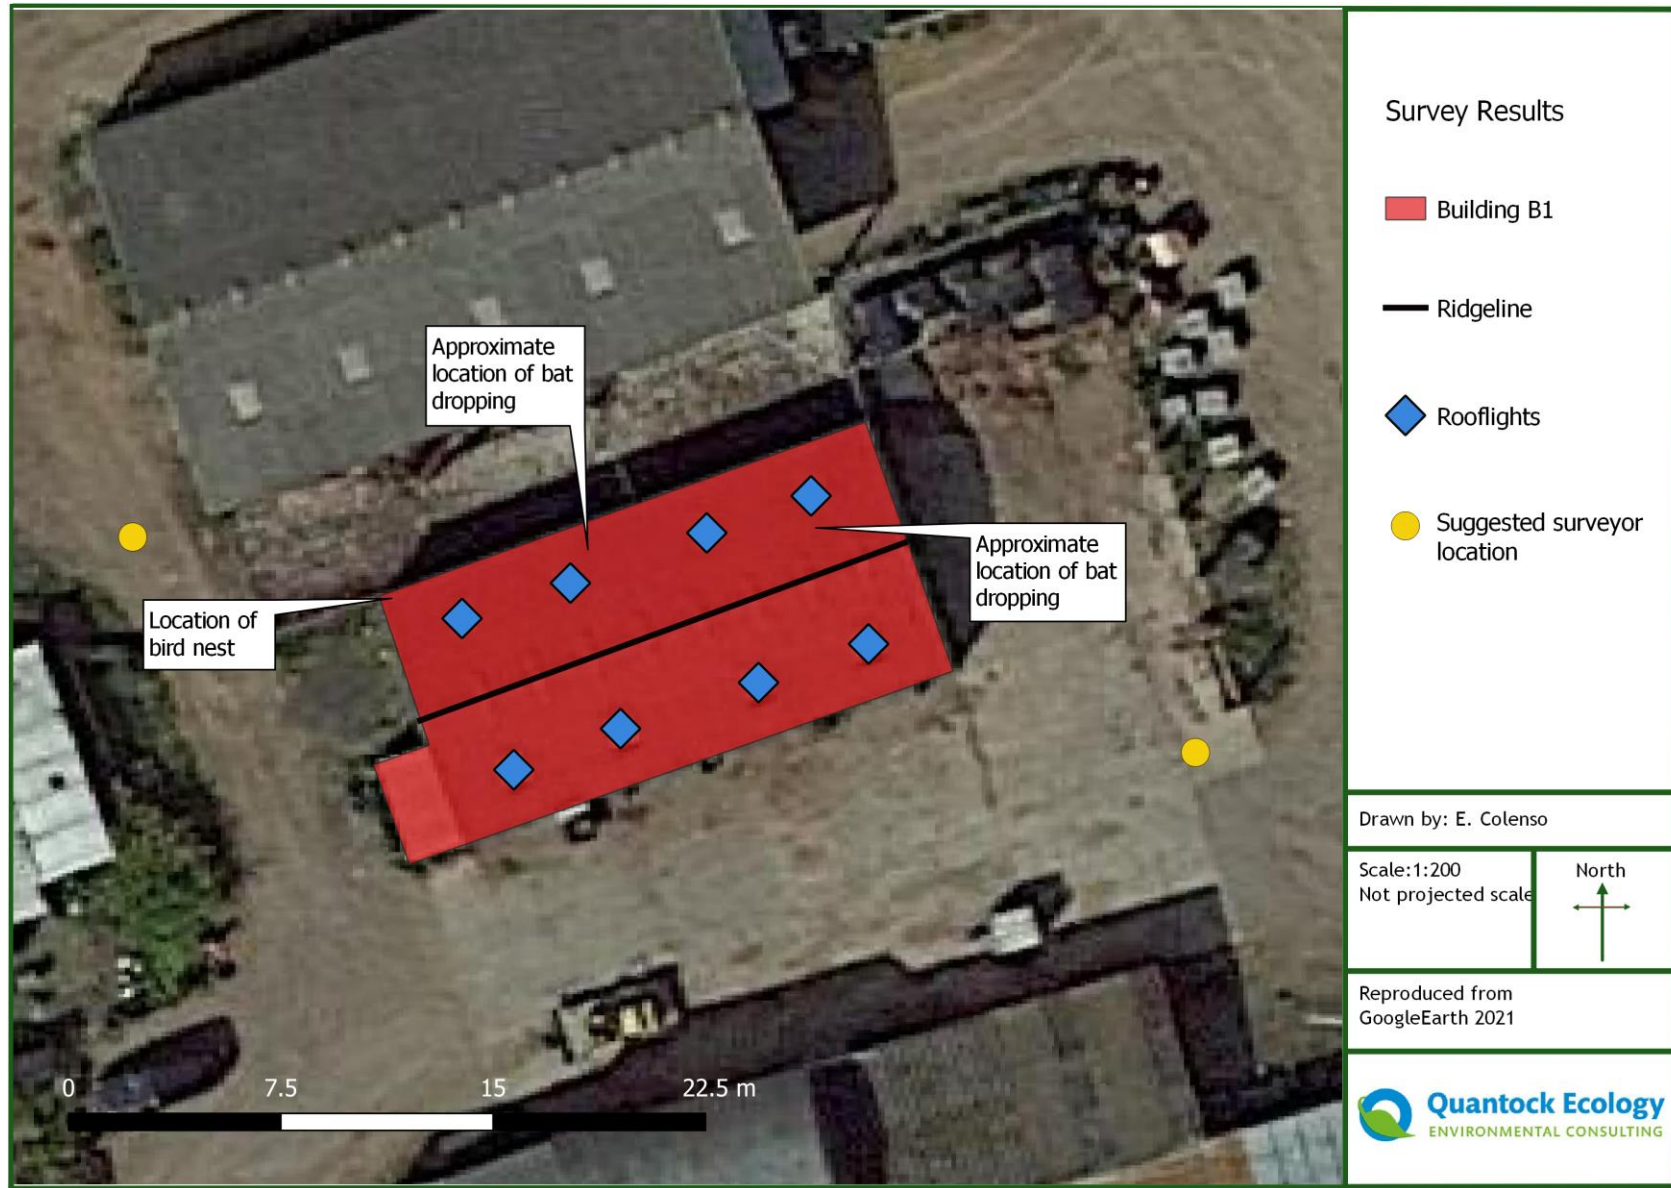 Survey Results
Building B1
Ridgeline
Rooflights
Suggested surveyor
location
Approximate
location of bat
dropping
Approximate
location of bat
dropping
Location of
bird nest
0 7.5 15 22.5 m
Drawn by: E. Colenso
Scale:1:200
Not projected scale
North
Reproduced from
GoogleEarth 2021
Quantock Ecology
ENVIRONMENTAL CONSULTING